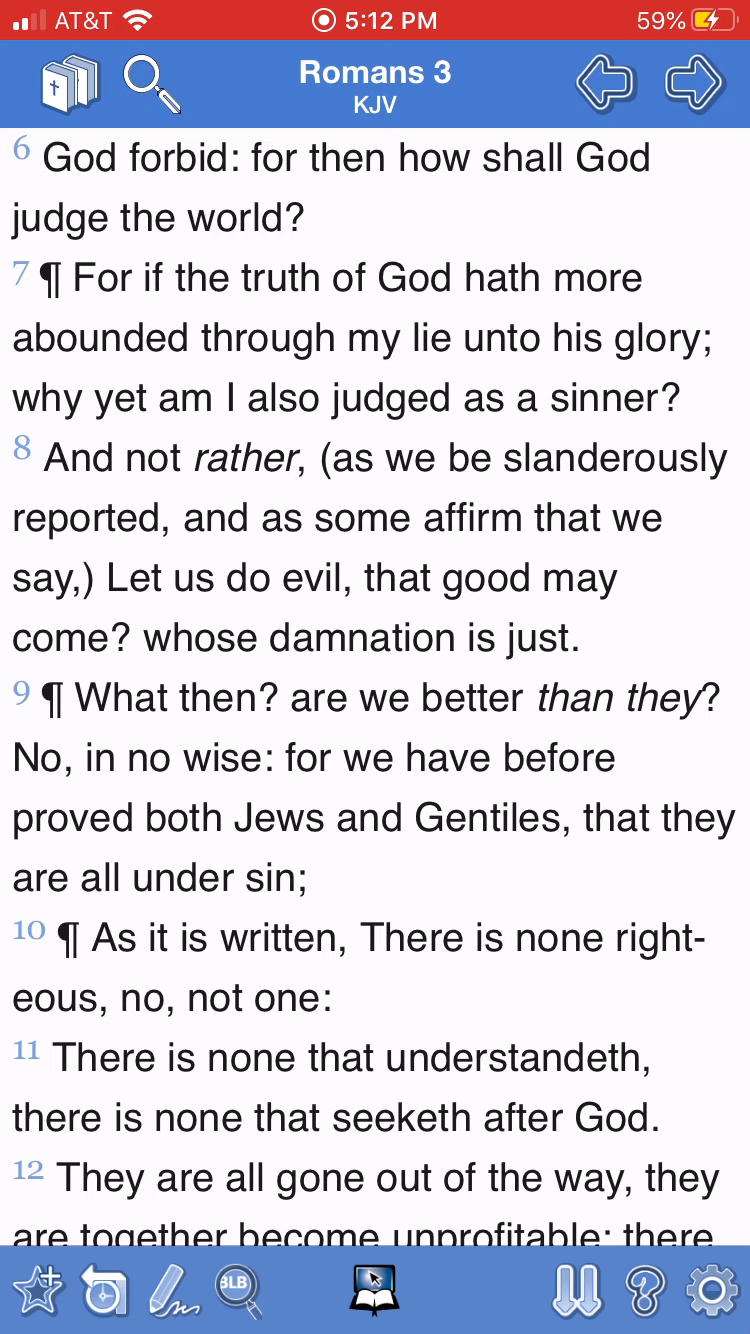 AT&T 5:12 PM 59%
Romans 3
KJV
6 God forbid: for then how shall God
judge the world?
7 ¶ For if the truth of God hath more
abounded through my lie unto his glory;
why yet am I also judged as a sinner?
8 And not rather, (as we be slanderously
reported, and as some affirm that we
say,) Let us do evil, that good may
come? whose damnation is just.
9 ¶ What then? are we better than they?
No, in no wise: for we have before
proved both Jews and Gentiles, that they
are all under sin;
10 ¶ As it is written, There is none right-
eous, no, not one:
11 There is none that understandeth,
there is none that seeketh after God.
12 They are all gone out of the way, they
are together become unprofitable; there
BLB